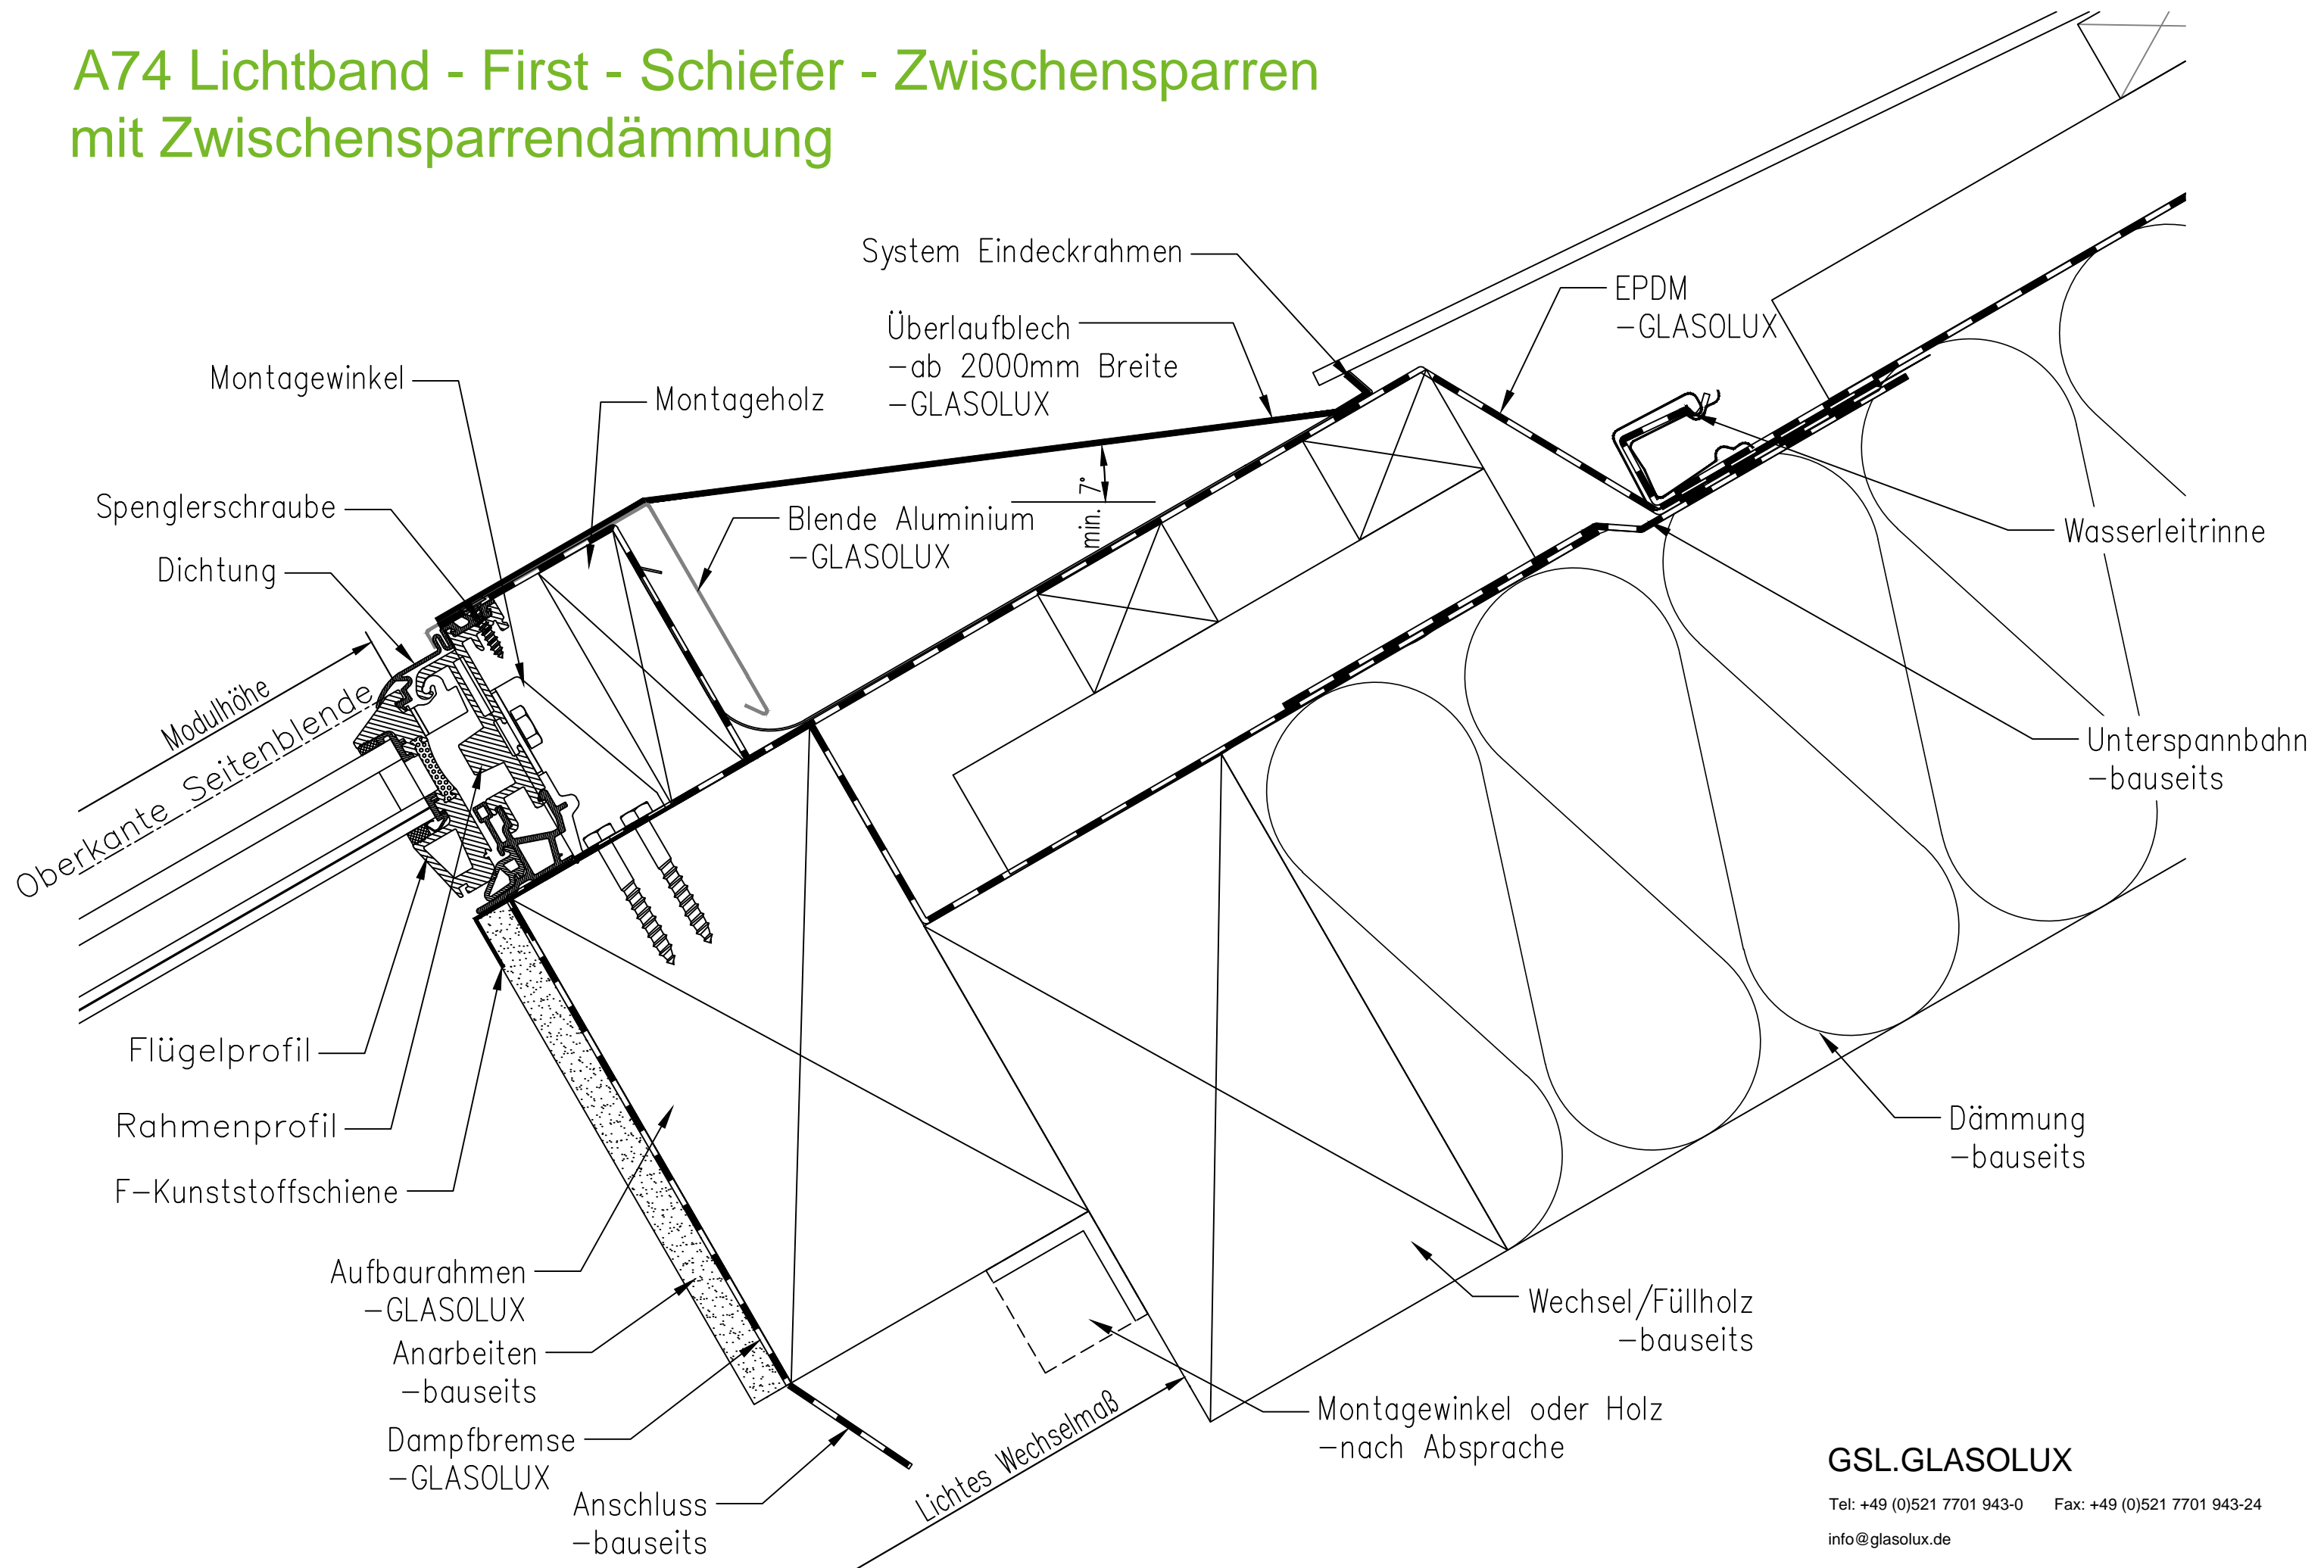 A74 Lichtband - First - Schiefer - Zwischensparren
mit Zwischensparrendämmung
System Eindeckrahmen
EPDM
-GLASOLUX
Überlaufblech
-ab 2000mm Breite
-GLASOLUX
Montagewinkel
Montageholz
Spenglerschraube
Blende Aluminium
-GLASOLUX
min. 7°
Wasserleitrinne
Dichtung
Modulhöhe
Oberkante Seitenblende
Unterspannbahn
-bauseits
Flügelprofil
Rahmenprofil
F-Kunststoffschiene
Dämmung
-bauseits
Aufbaurahmen
-GLASOLUX
Wechsel/Füllholz
-bauseits
Anarbeiten
-bauseits
Montagewinkel oder Holz
-nach Absprache
Dampfbremse
-GLASOLUX
Lichtes Wechselmaß
Anschluss
-bauseits
GSL.GLASOLUX
Tel: +49 (0)521 7701 943-0 Fax: +49 (0)521 7701 943-24
info@glasolux.de